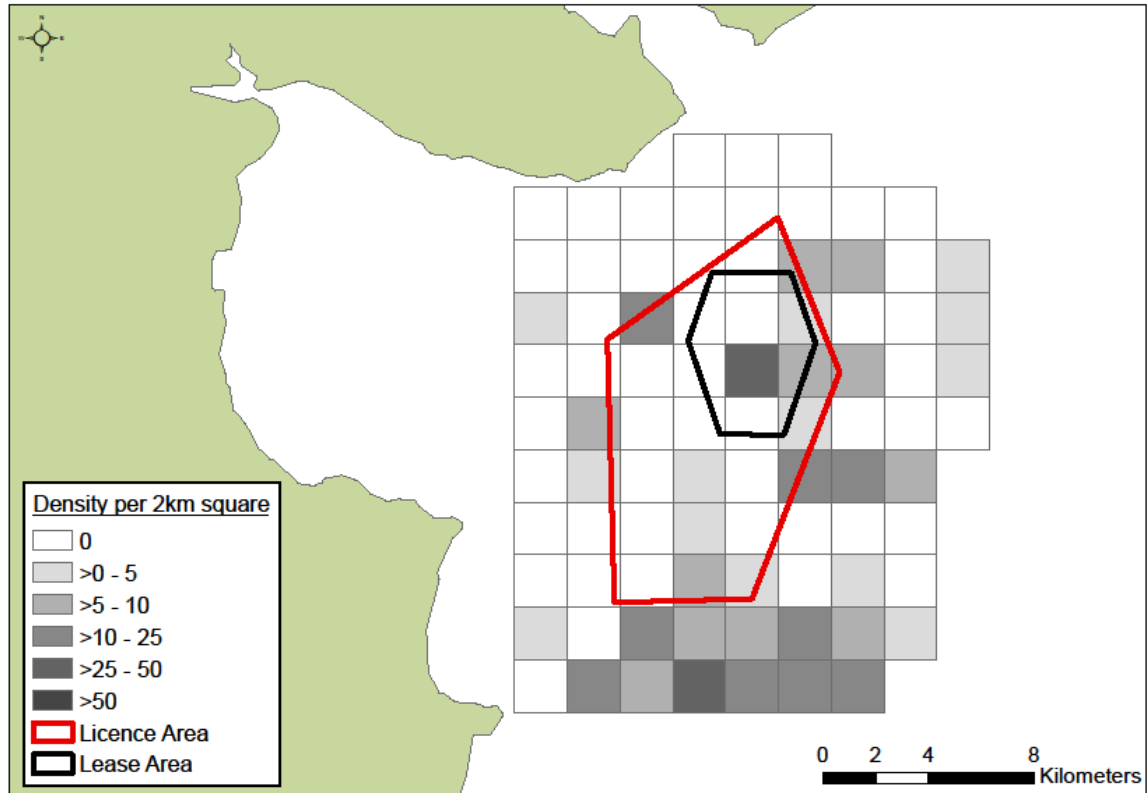 N
W E
S
Density per 2km square
0
>0 - 5
>5 - 10
>10 - 25
>25 - 50
>50
Licence Area
Lease Area
0 2 4 8
Kilometers